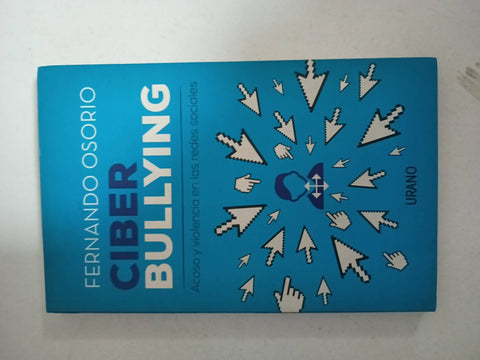 FERNANDO OSORIO
CIBER
BULLYING
Acoso y violencia en las redes sociales
URANO